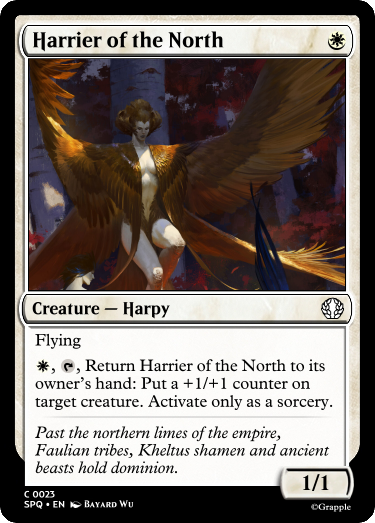 Harrier of the North
Creature — Harpy
Flying
, , Return Harrier of the North to its
owner's hand: Put a +1/+1 counter on
target creature. Activate only as a sorcery.
Past the northern limes of the empire,
Faulian tribes, Kheltus shamen and ancient
beasts hold dominion.
1/1
C 0023
SPQ • EN Bayard Wu
©Grapple